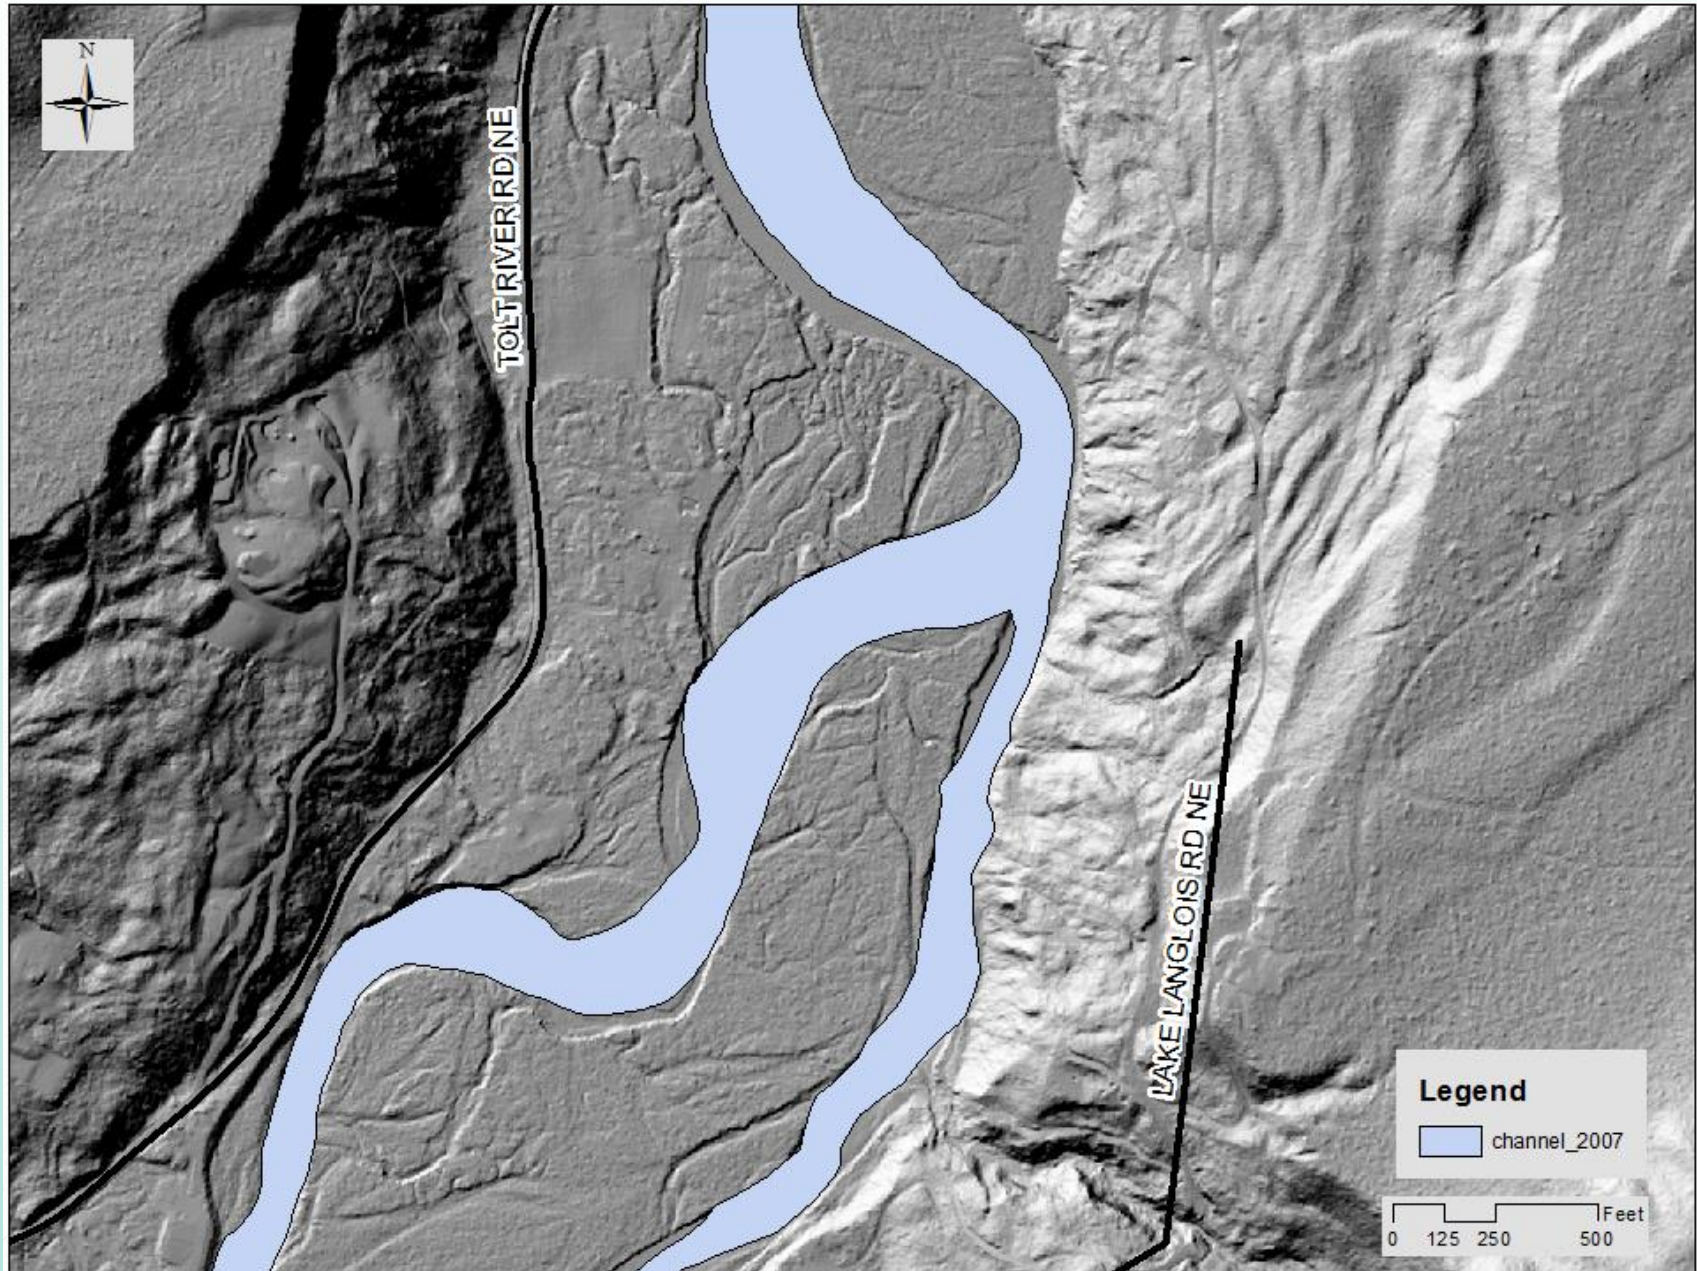 N
TOLT RIVER RD NE
LAKE LANGLOIS RD NE
Legend
channel_2007
Feet
0 125 250 500